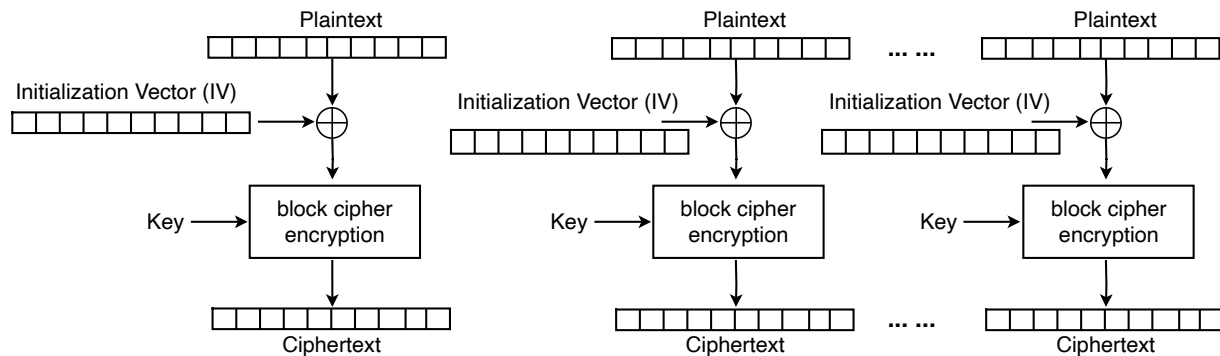 Plaintext
Plaintext
Plaintext
... ...
Initialization Vector (IV)
Initialization Vector (IV)
Initialization Vector (IV)
Key
block cipher
encryption
Key
block cipher
encryption
Key
block cipher
encryption
... ...
Ciphertext
Ciphertext
Ciphertext